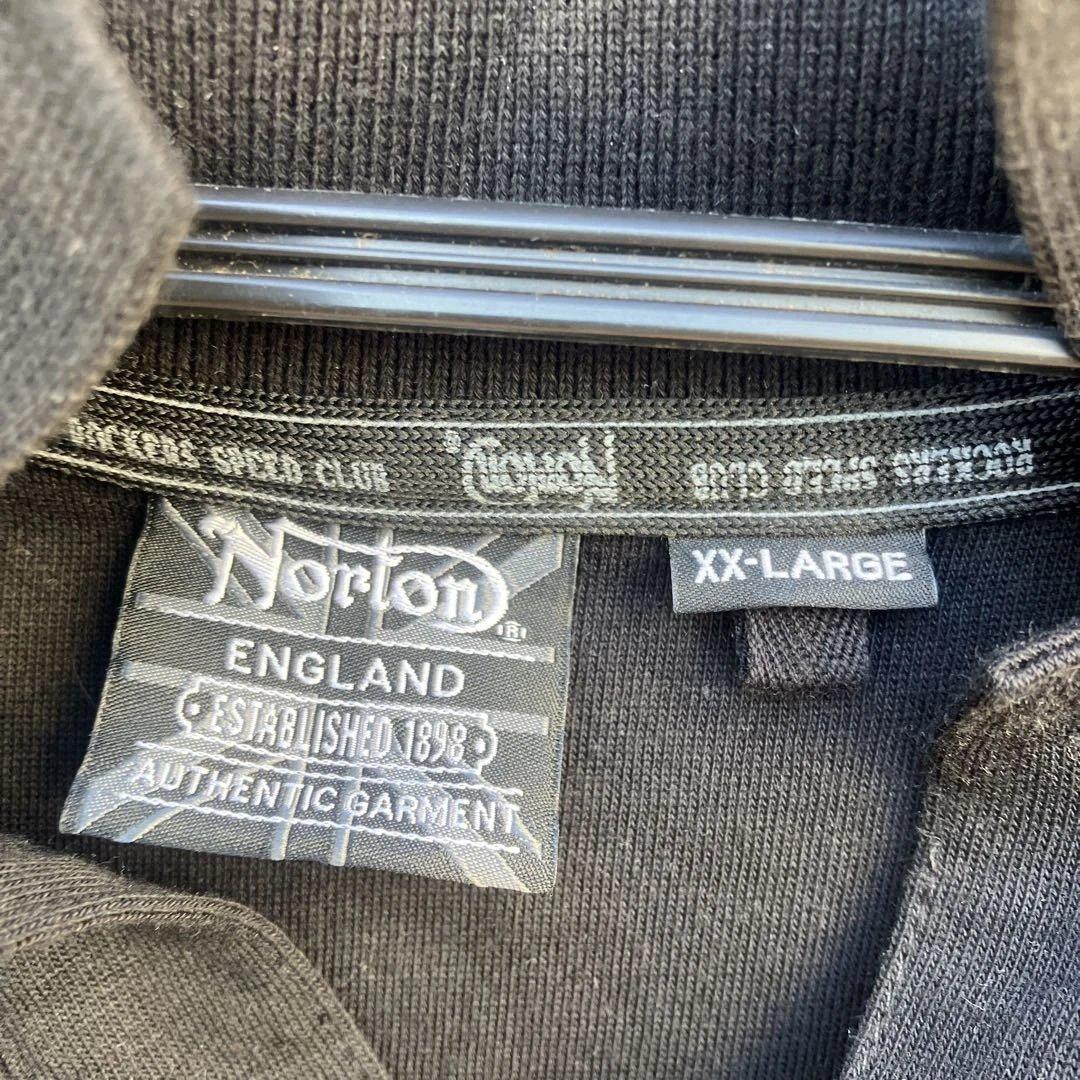 ROCKERS SPEED CLUB Norton® ROCKERS SPEED CLUB
Norton®
ENGLAND
ESTABLISHED 1898
AUTHENTIC GARMENT
XX-LARGE